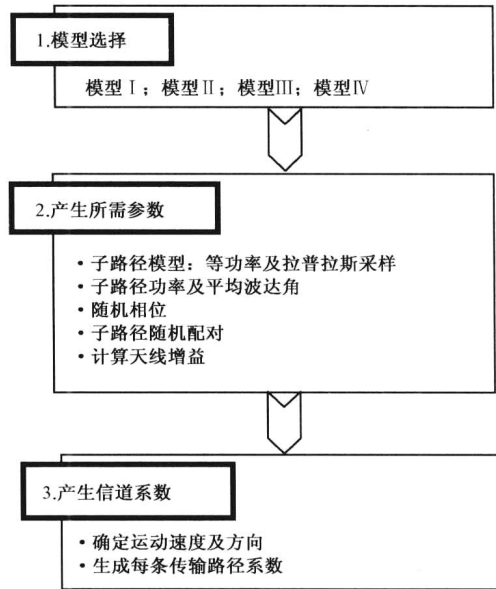 1.模型选择
模型Ⅰ；模型Ⅱ；模型Ⅲ；模型Ⅳ
2.产生所需参数
• 子路径模型：等功率及拉普拉斯采样
• 子路径功率及平均波达角
• 随机相位
• 子路径随机配对
• 计算天线增益
3.产生信道系数
• 确定运动速度及方向
• 生成每条传输路径系数